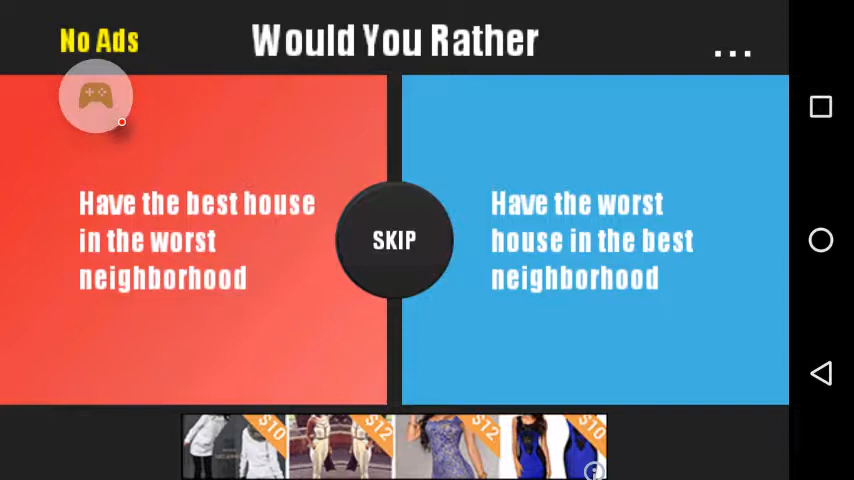 No Ads
Would You Rather
...
Have the best house
in the worst
neighborhood
SKIP
Have the worst
house in the best
neighborhood
$10
$12
$12
$10